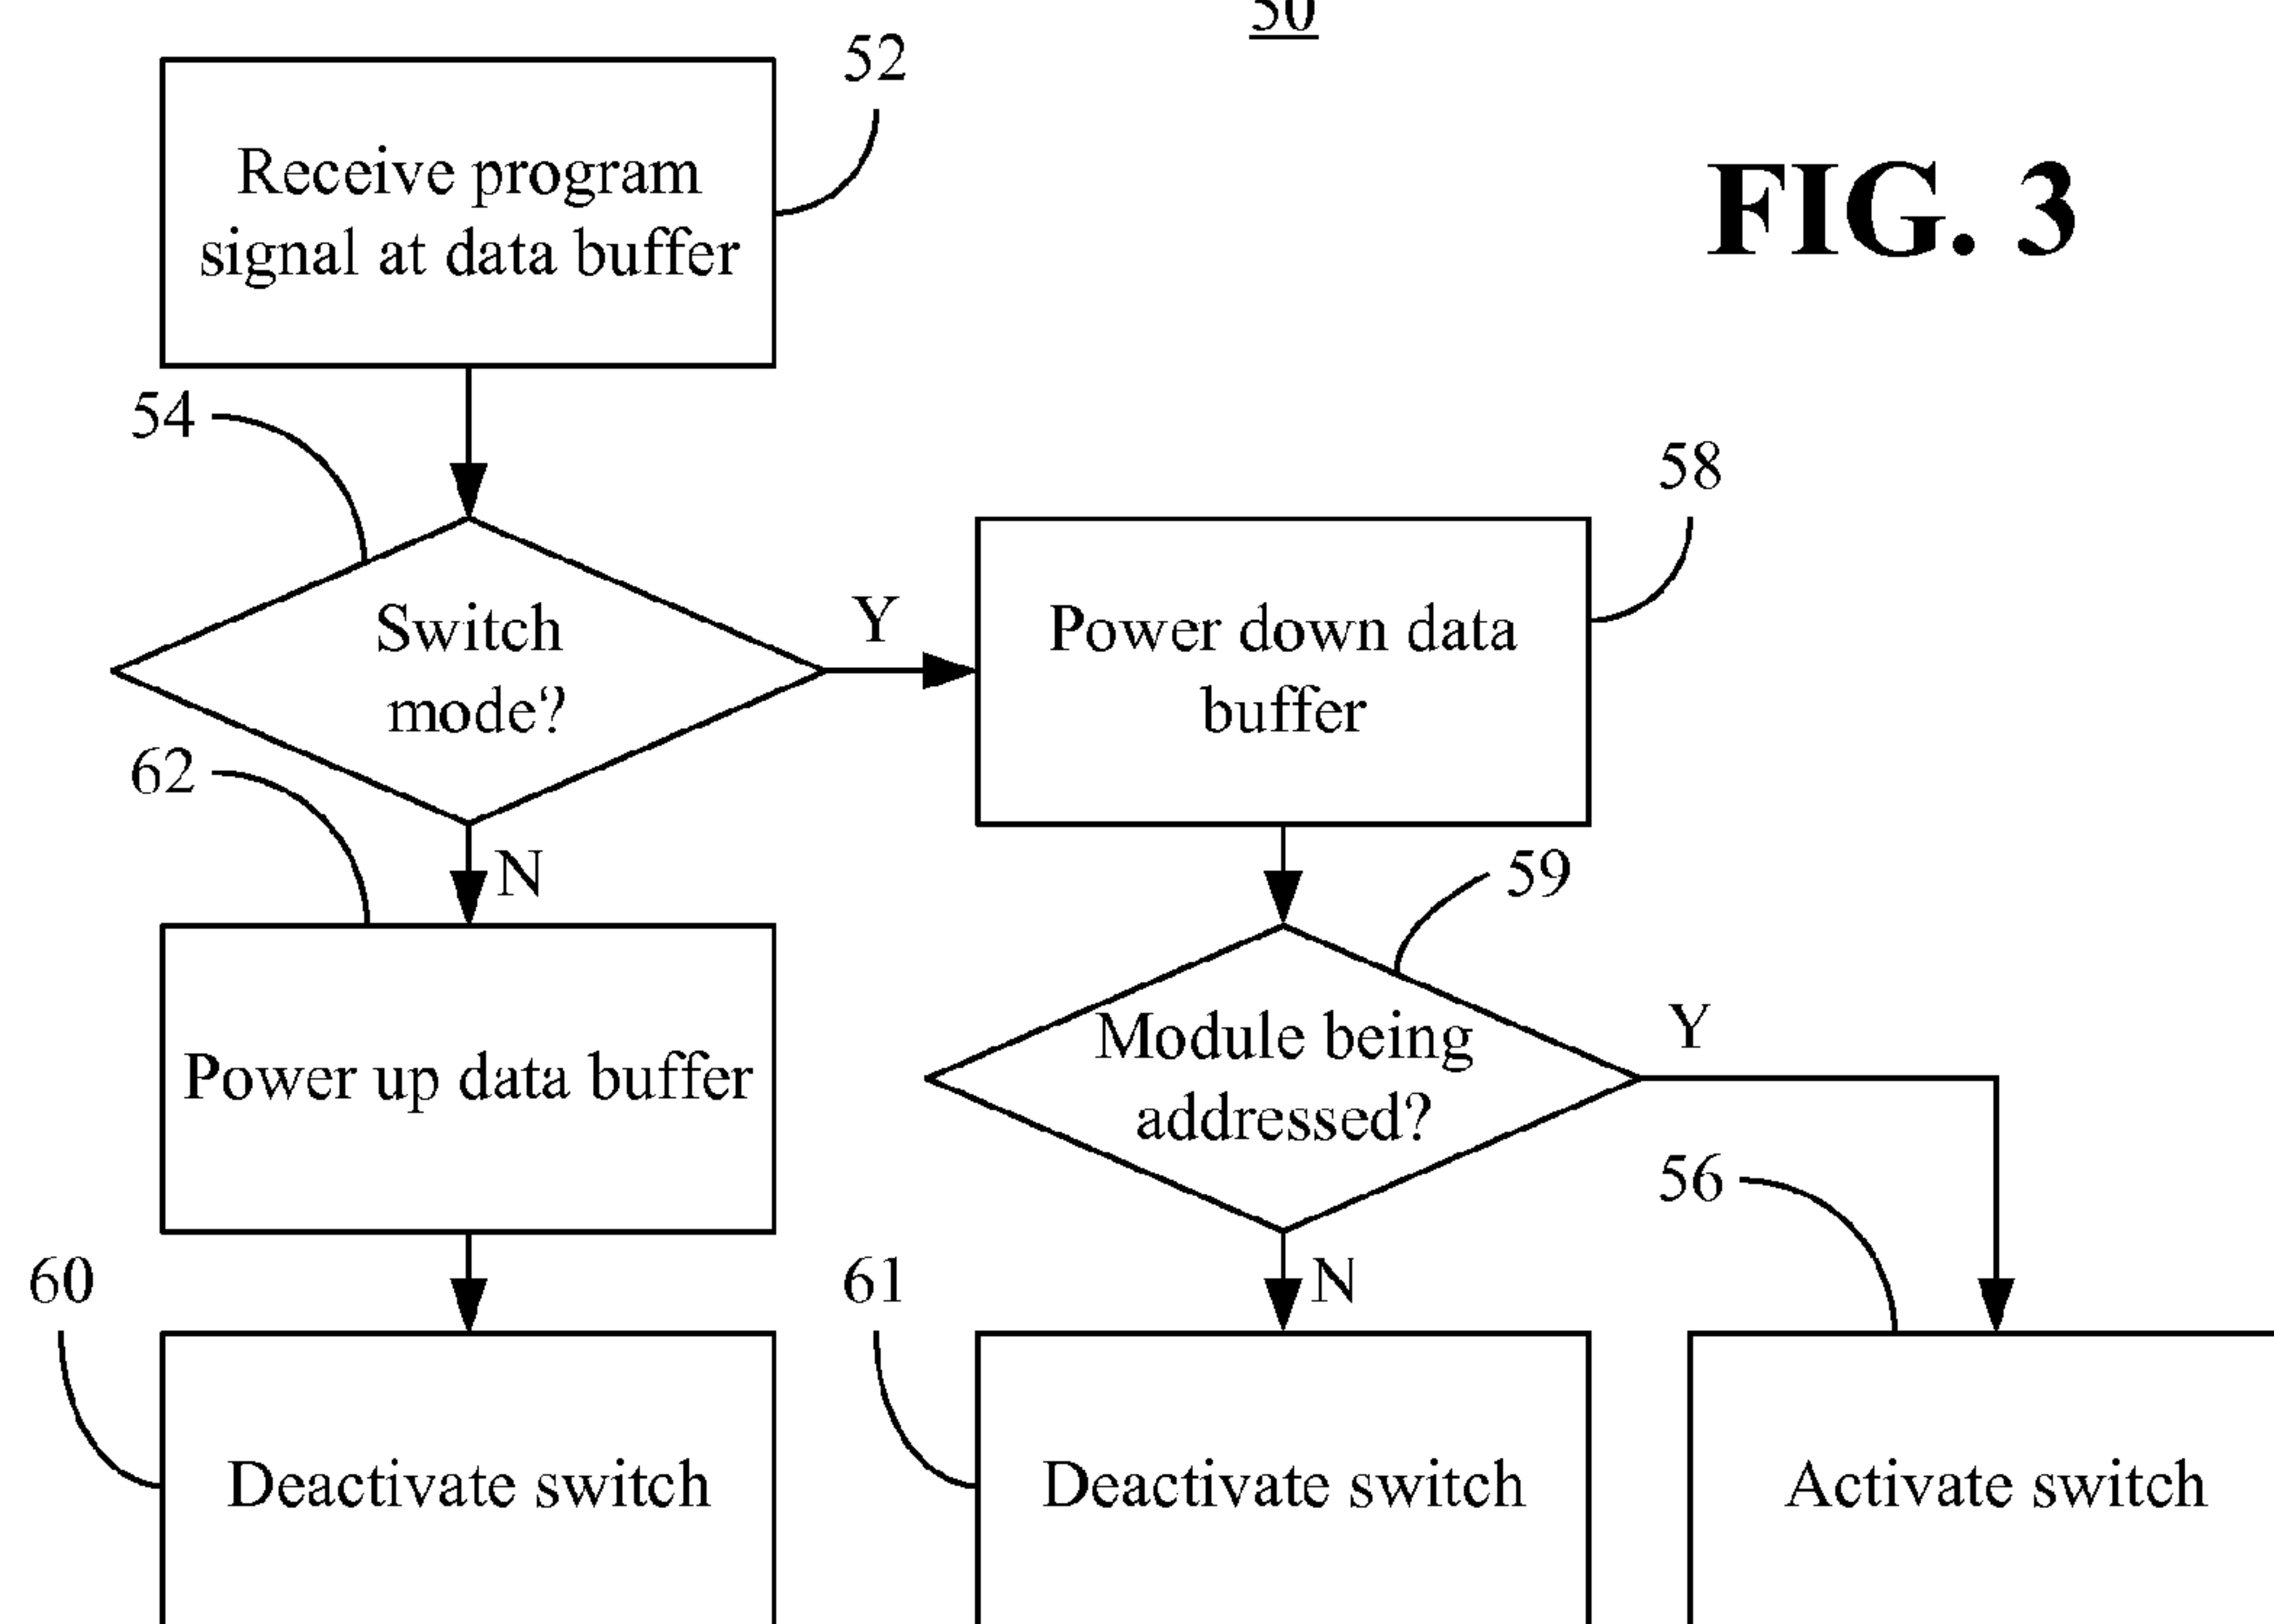 50
52
Receive program
signal at data buffer
FIG. 3
54
58
Switch
mode?
Y
Power down data
buffer
62
N
59
Power up data buffer
Module being
addressed?
Y
56
60
61
N
Deactivate switch
Deactivate switch
Activate switch